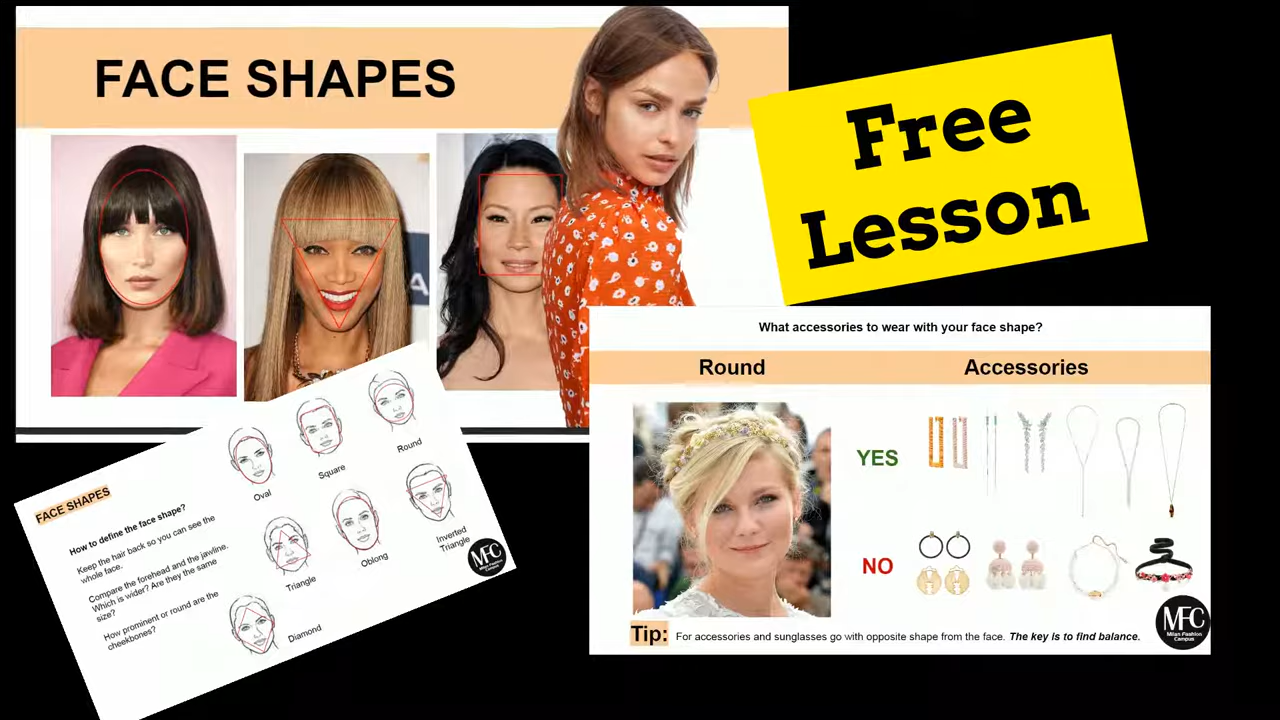 FACE SHAPES
Free
Lesson
What accessories to wear with your face shape?
Round
Accessories
YES
NO
Tip:
For accessories and sunglasses go with opposite shape from the face. The key is to find balance.
MFC
Milan Fashion
Campus
FACE SHAPES
How to define the face shape?
Keep the hair back so you can see the
whole face.
Compare the forehead and the jawline.
Which is wider? Are they the same
size?
How prominent or round are the
cheekbones?
Oval
Square
Round
Triangle
Oblong
Inverted
Triangle
Diamond
MFC
Milan Fashion
Campus
A